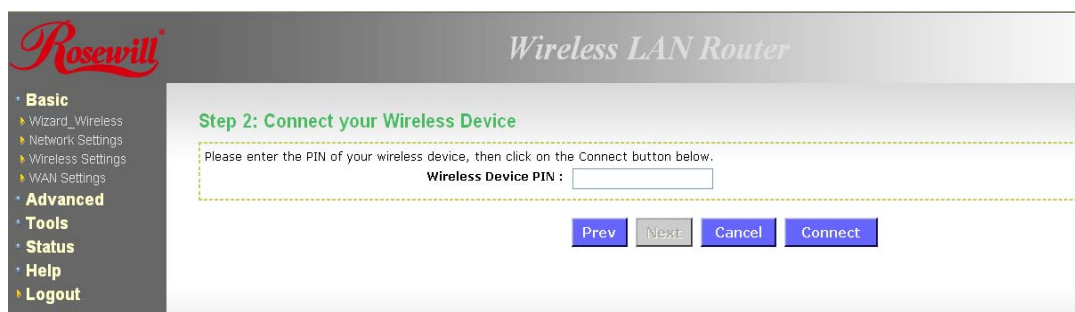 Rosewill
Wireless LAN Router
Basic
Wizard_Wireless
Network Settings
Wireless Settings
WAN Settings
Advanced
Tools
Status
Help
Logout
Step 2: Connect your Wireless Device
Please enter the PIN of your wireless device, then click on the Connect button below.
Wireless Device PIN :
Prev Next Cancel Connect